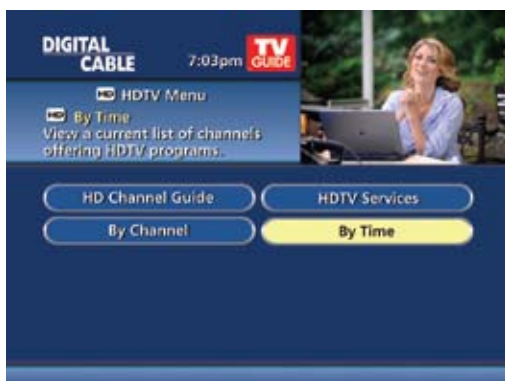 DIGITAL
CABLE
7:03pm
TV
GUIDE
HD HDTV Menu
HD By Time
View a current list of channels
offering HDTV programs.
HD Channel Guide
HDTV Services
By Channel
By Time